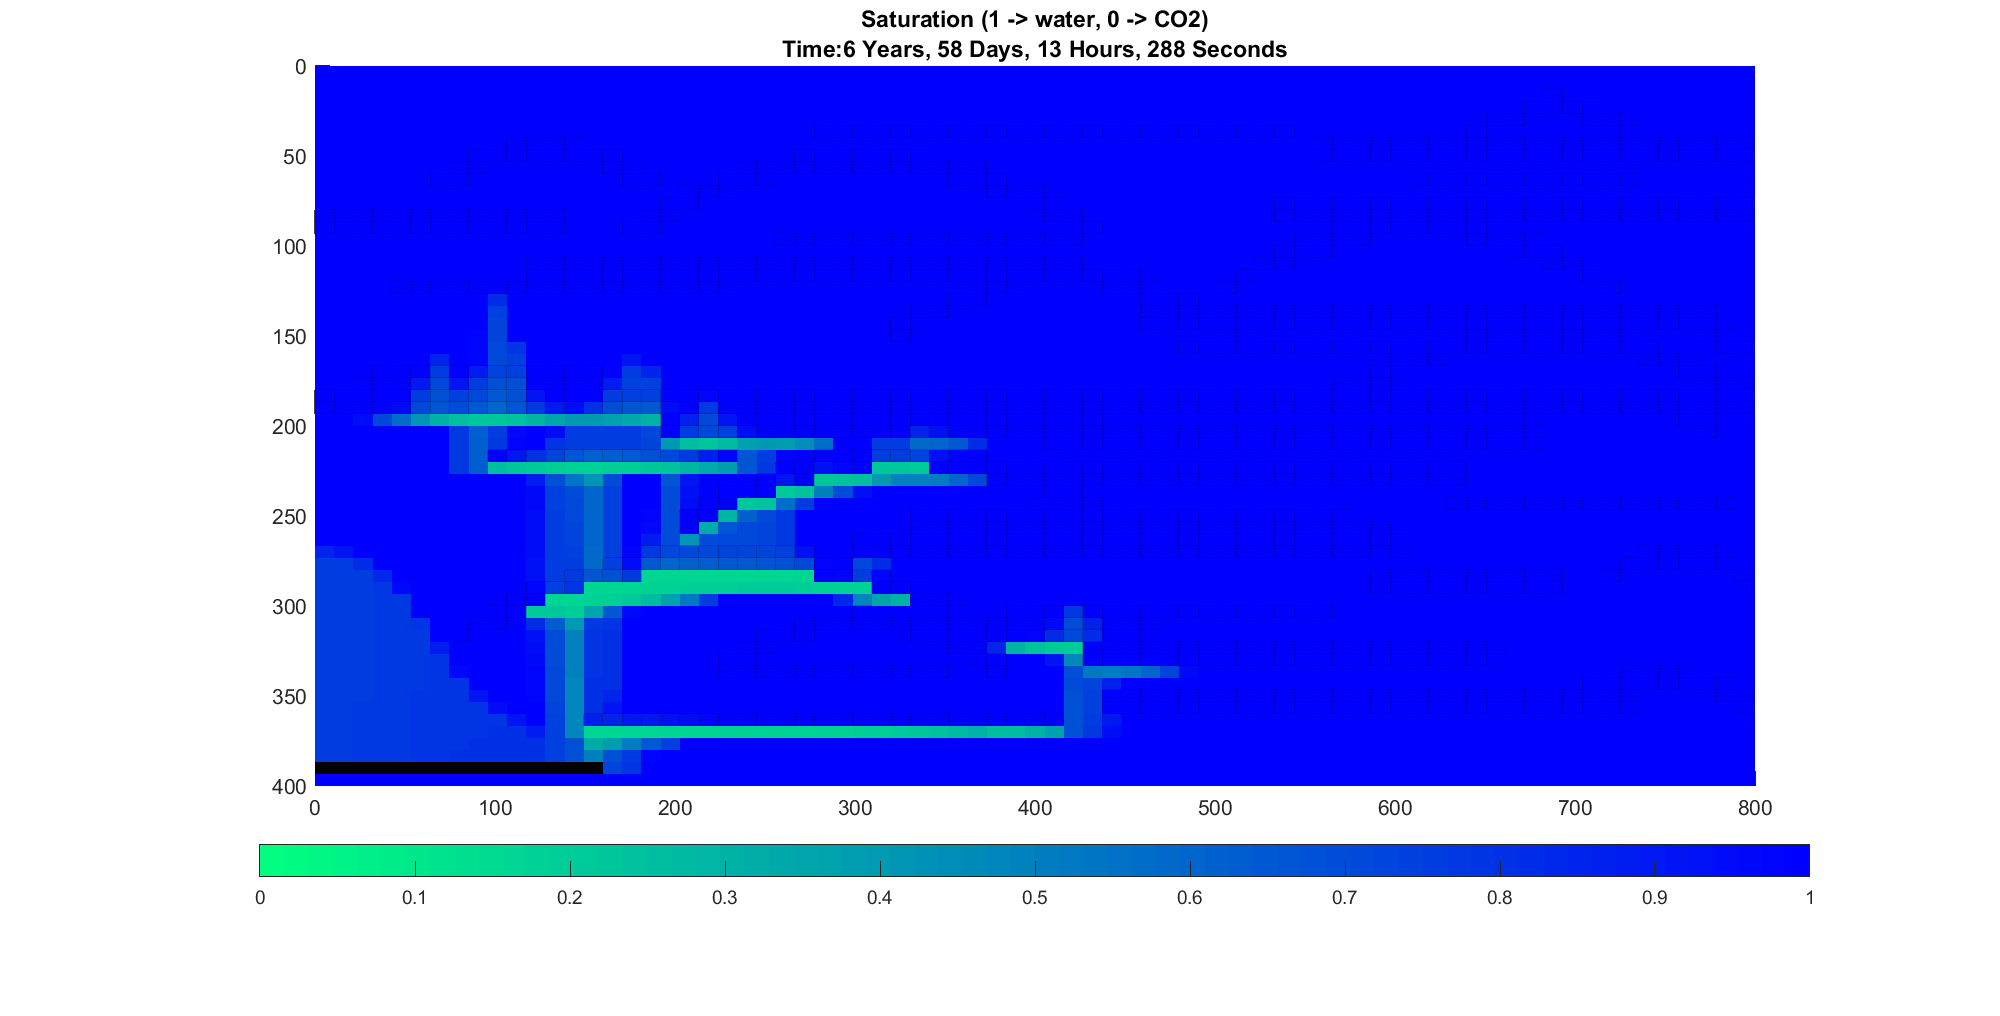 Saturation (1 -> water, 0 -> CO2)
Time:6 Years, 58 Days, 13 Hours, 288 Seconds
0
50
100
150
200
250
300
350
400
0 100 200 300 400 500 600 700 800
0 0.1 0.2 0.3 0.4 0.5 0.6 0.7 0.8 0.9 1